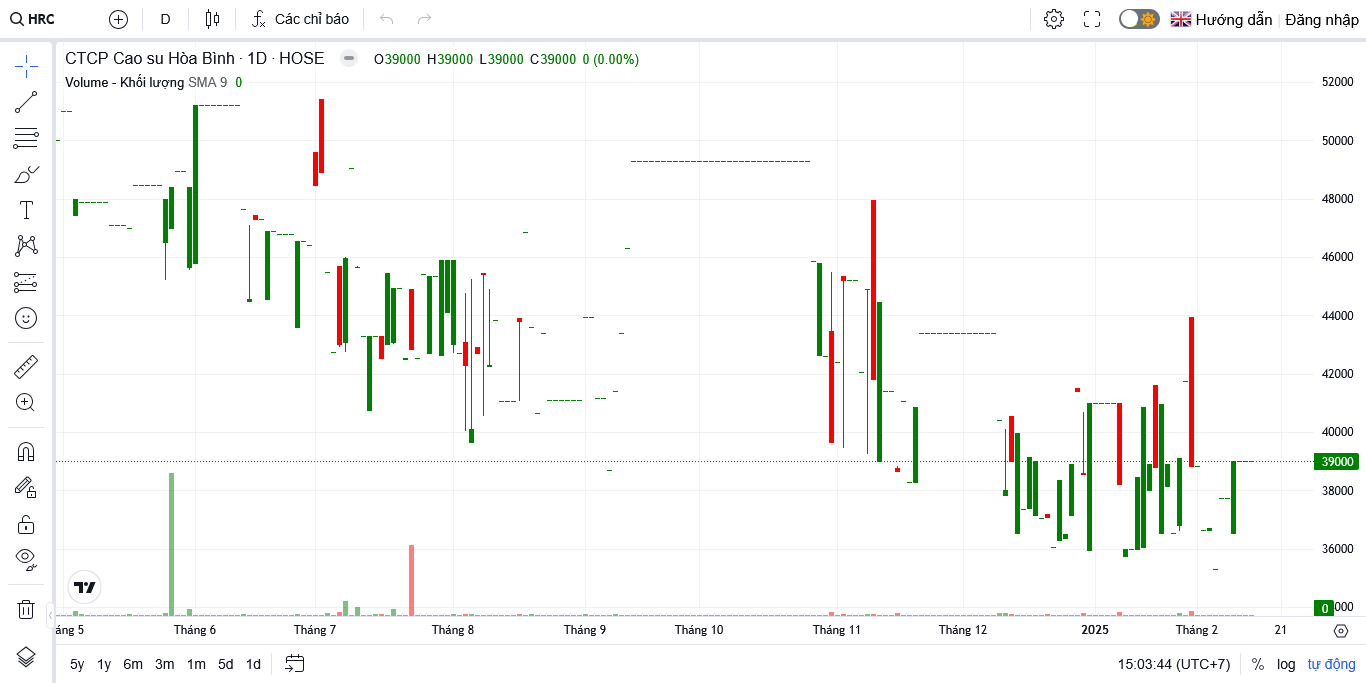 HRC D Các chỉ báo Hướng dẫn Đăng nhập
CTCP Cao su Hòa Bình · 1D · HOSE O39000 H39000 L39000 C39000 0 (0.00%)
Volume - Khối lượng SMA 9 0
52000
50000
48000
46000
44000
42000
40000
39000
38000
36000
0 000
áng 5 Tháng 6 Tháng 7 Tháng 8 Tháng 9 Tháng 10 Tháng 11 Tháng 12 2025 Tháng 2 21
5y 1y 6m 3m 1m 5d 1d 15:03:44 (UTC+7) % log tự động